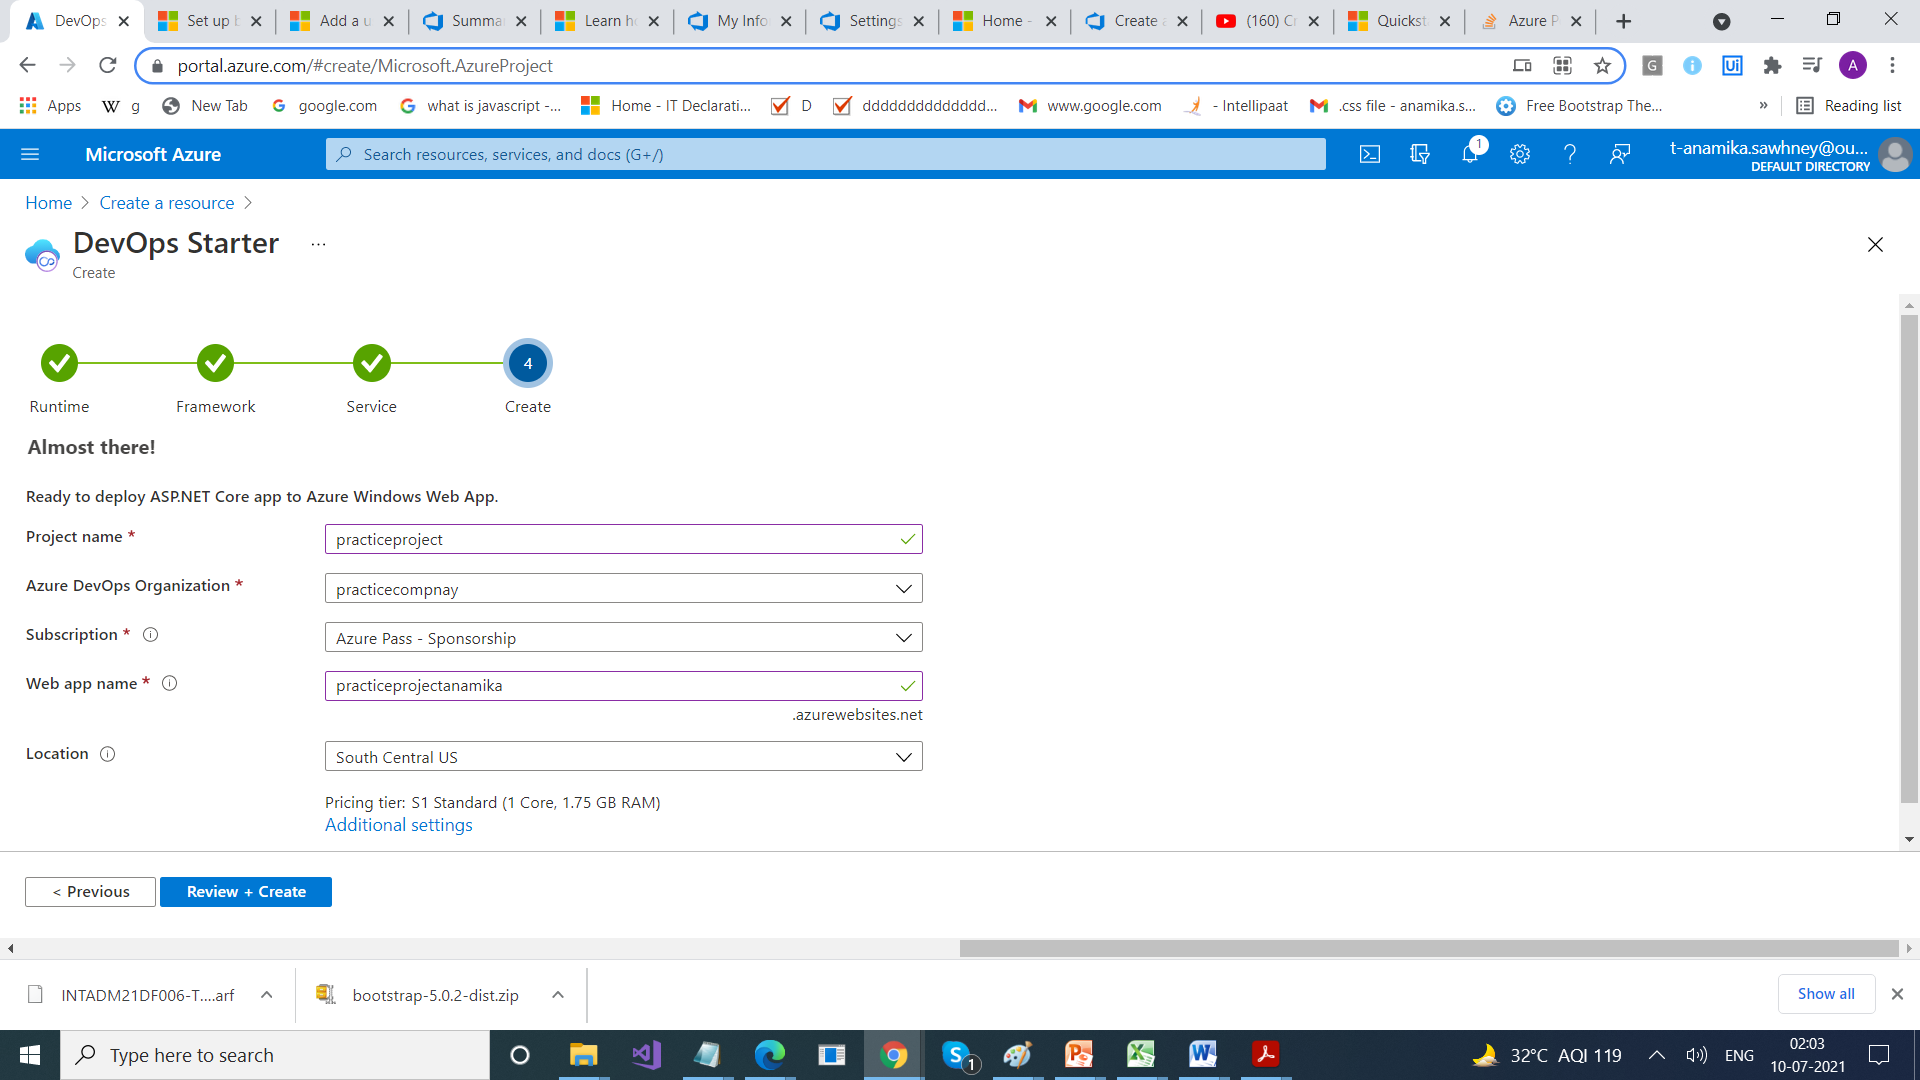 DevOps
Set up b
Add a u
Summa
Learn h
My Info
Settings
Home -
Create a
(160) C
Quickst
Azure P
portal.azure.com/#create/Microsoft.AzureProject
G
Ui
A
Apps
W g
New Tab
google.com
what is javascript -...
Home - IT Declarati...
D
dddddddddddddd...
www.google.com
- Intellipaat
.css file - anamika.s...
Free Bootstrap The...
»
Reading list
Microsoft Azure
Search resources, services, and docs (G+/)
1
t-anamika.sawhney@ou...
DEFAULT DIRECTORY
Home > Create a resource >
DevOps Starter ...
Create
4
Runtime
Framework
Service
Create
Almost there!
Ready to deploy ASP.NET Core app to Azure Windows Web App.
Project name *
practiceproject
Azure DevOps Organization *
practicecompnay
Subscription *
Azure Pass - Sponsorship
Web app name *
practiceprojectanamika
.azurewebsites.net
Location
South Central US
Pricing tier: S1 Standard (1 Core, 1.75 GB RAM)
Additional settings
< Previous
Review + Create
INTADM21DF006-T....arf
bootstrap-5.0.2-dist.zip
Show all
Type here to search
1
32°C AQI 119
ENG
02:03
10-07-2021